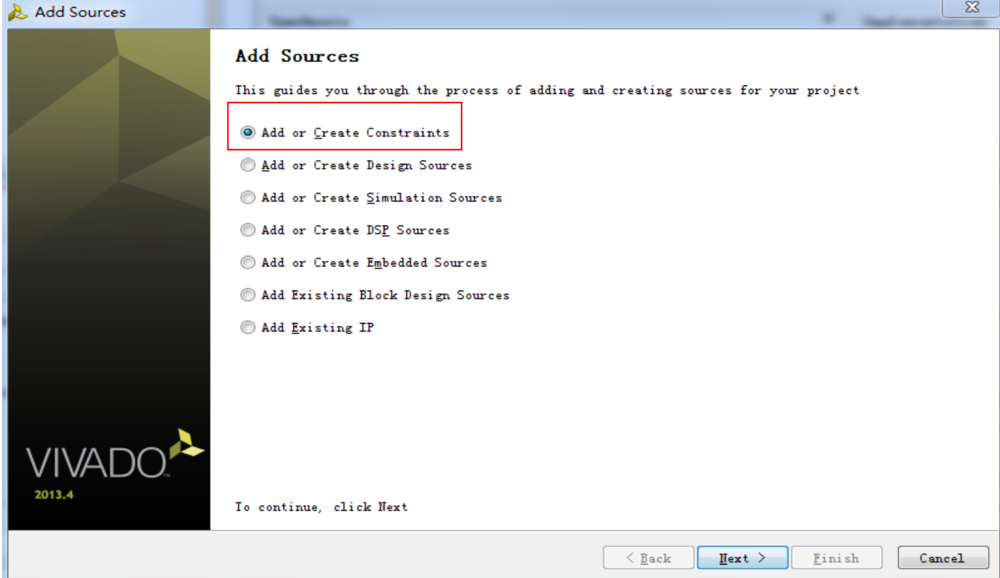 Add Sources
Add Sources
This guides you through the process of adding and creating sources for your project
Add or Create Constraints
Add or Create Design Sources
Add or Create Simulation Sources
Add or Create DSP Sources
Add or Create Embedded Sources
Add Existing Block Design Sources
Add Existing IP
VIVADO™
2013.4
To continue, click Next
< Back
Next >
Finish
Cancel